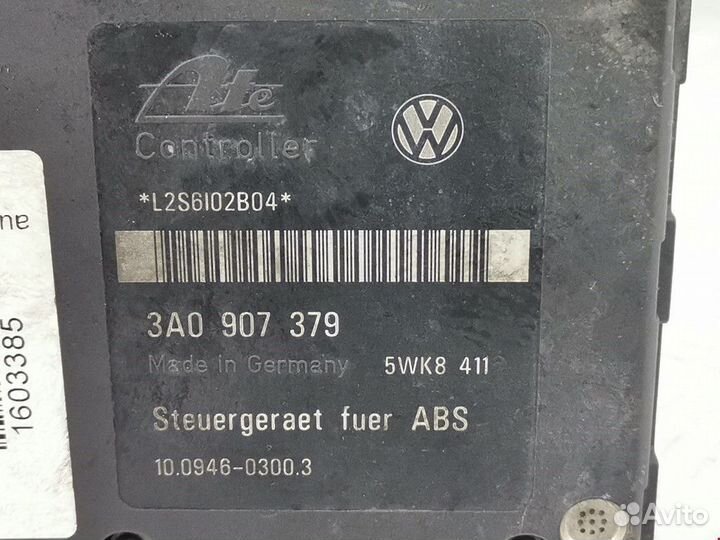 Ate
Controller
*L2S6I02B04*
3A0 907 379
Made in Germany 5WK8 411
Steuergeraet fuer ABS
10.0946-0300.3
1603385
Avito